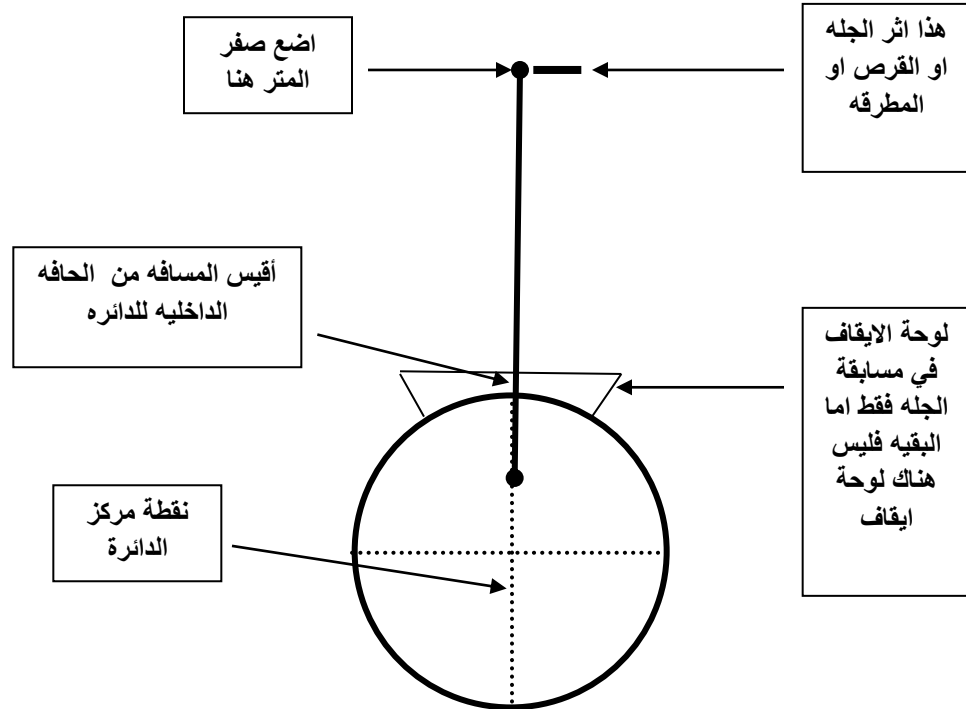 هذا اثر الجله
او القرص او
المطرقه
اضع صفر
المتر هنا
أقيس المسافه من الحافه
الداخليه للدائره
لوحة الايقاف
في مسابقة
الجله فقط اما
البقيه فليس
هناك لوحة
ايقاف
نقطة مركز
الدائرة